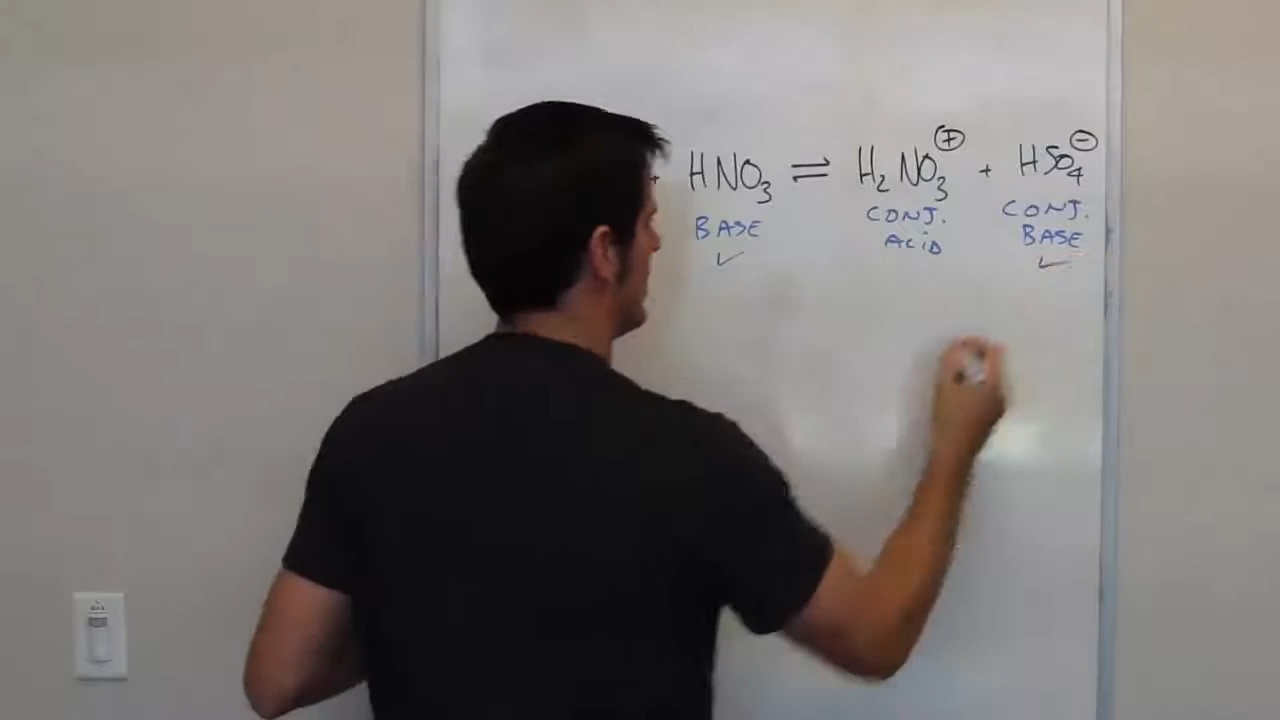 + HNO₃ ⇌ H₂NO₃⊕ + HSO₄⊖
BASE CONJ. CONJ.
ACiD BASE
✓ ✓